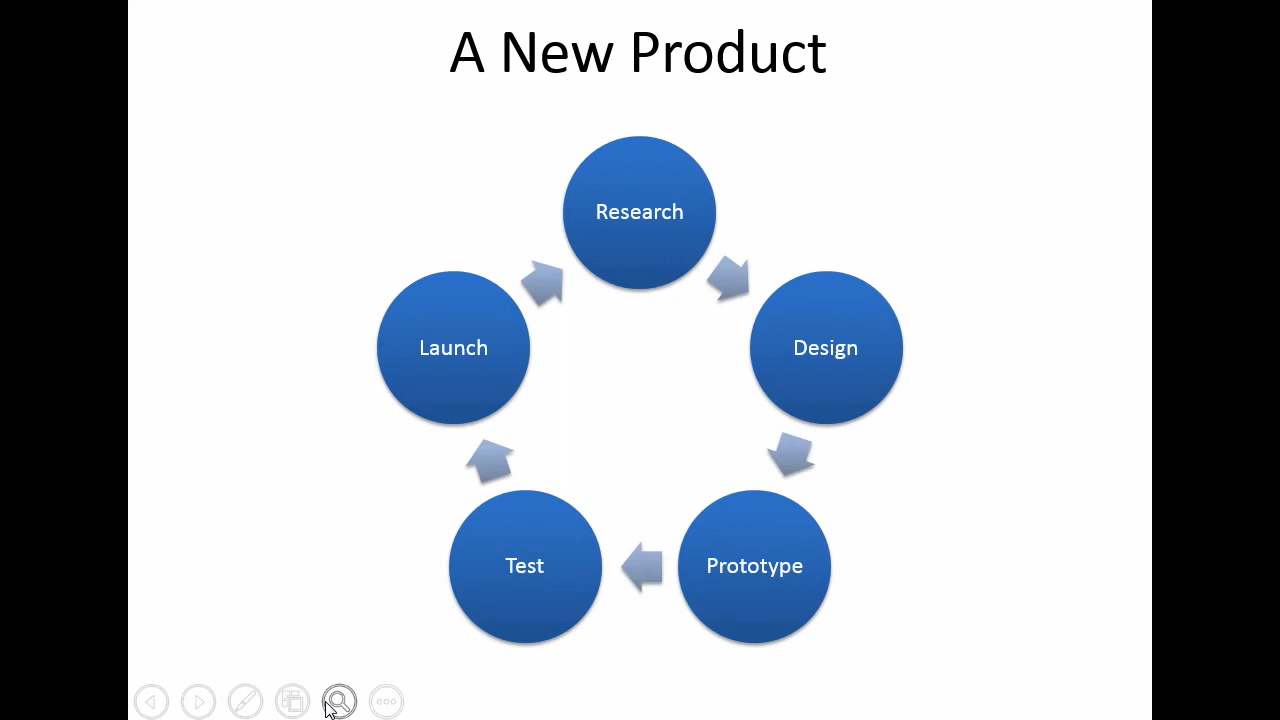 A New Product
Research
Design
Prototype
Test
Launch